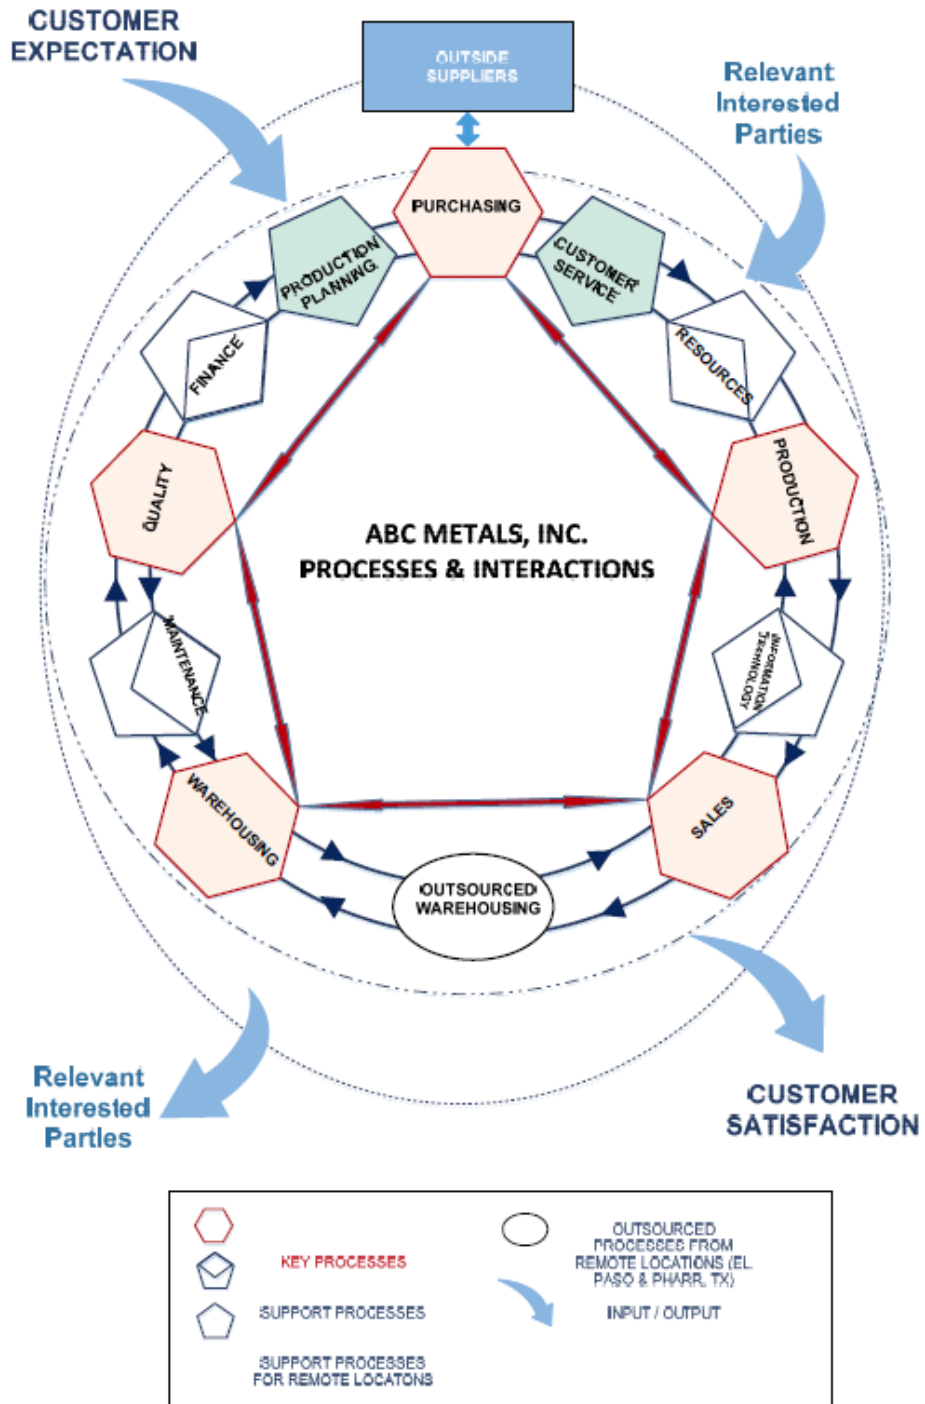 CUSTOMER
EXPECTATION
OUTSIDE
SUPPLIERS
Relevant
Interested
Parties
PURCHASING
PRODUCTION
PLANNING
CUSTOMER
SERVICE
FINANCE
RESOURCES
QUALITY
PRODUCTION
ABC METALS, INC.
PROCESSES & INTERACTIONS
MAINTENANCE
INFORMATION
TECHNOLOGY
WAREHOUSING
SALES
OUTSOURCED
WAREHOUSING
Relevant
Interested
Parties
CUSTOMER
SATISFACTION
KEY PROCESSES
SUPPORT PROCESSES
SUPPORT PROCESSES
FOR REMOTE LOCATONS
OUTSOURCED
PROCESSES FROM
REMOTE LOCATIONS (EL
PASO & PHARR, TX)
INPUT / OUTPUT